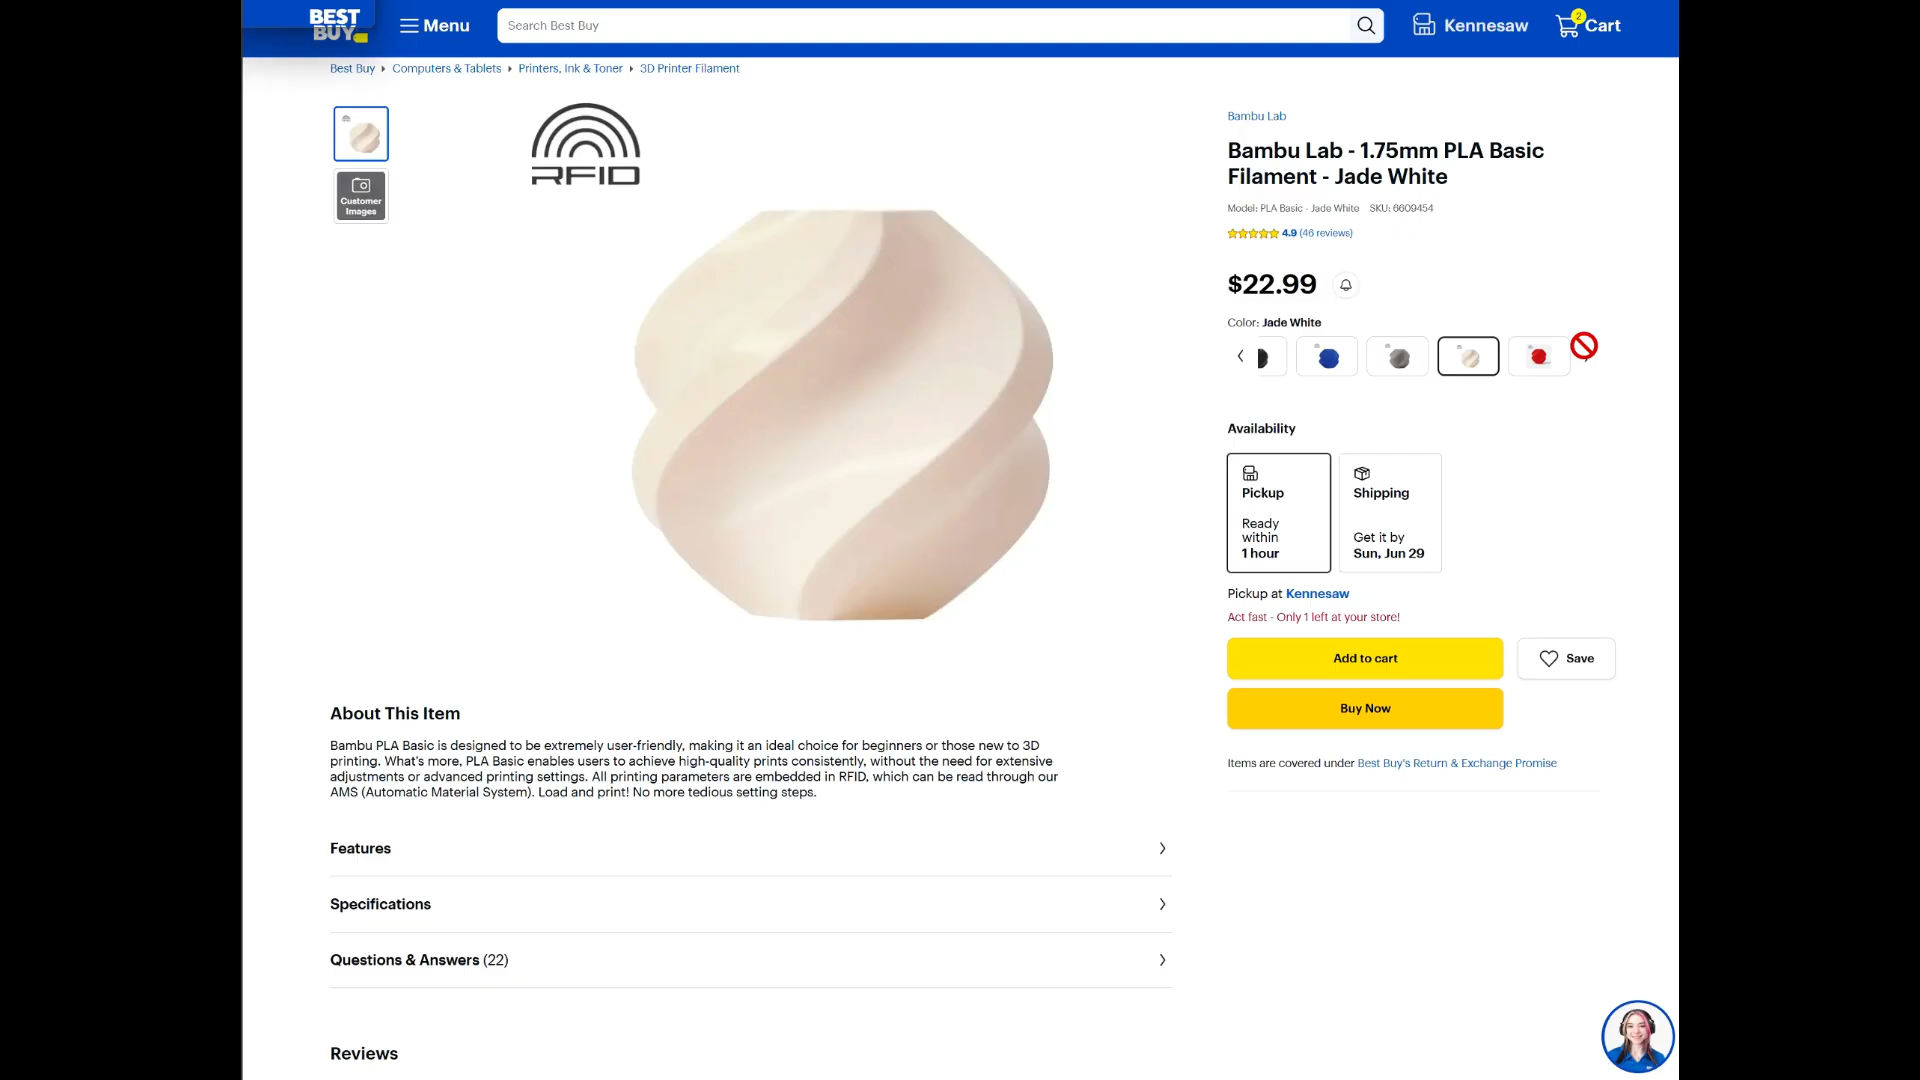 BEST
BUY
Menu
Search Best Buy
Kennesaw
2
Cart
Best Buy
Computers & Tablets
Printers, Ink & Toner
3D Printer Filament
Customer
Images
RFID
Bambu Lab
Bambu Lab - 1.75mm PLA Basic
Filament - Jade White
Model: PLA Basic - Jade White SKU: 6609454
4.9 (46 reviews)
$22.99
Color: Jade White
Availability
Pickup
Ready
within
1 hour
Shipping
Get it by
Sun, Jun 29
Pickup at Kennesaw
Act fast - Only 1 left at your store!
Add to cart
Save
Buy Now
Items are covered under Best Buy's Return & Exchange Promise
About This Item
Bambu PLA Basic is designed to be extremely user-friendly, making it an ideal choice for beginners or those new to 3D
printing. What's more, PLA Basic enables users to achieve high-quality prints consistently, without the need for extensive
adjustments or advanced printing settings. All printing parameters are embedded in RFID, which can be read through our
AMS (Automatic Material System). Load and print! No more tedious setting steps.
Features
Specifications
Questions & Answers (22)
Reviews